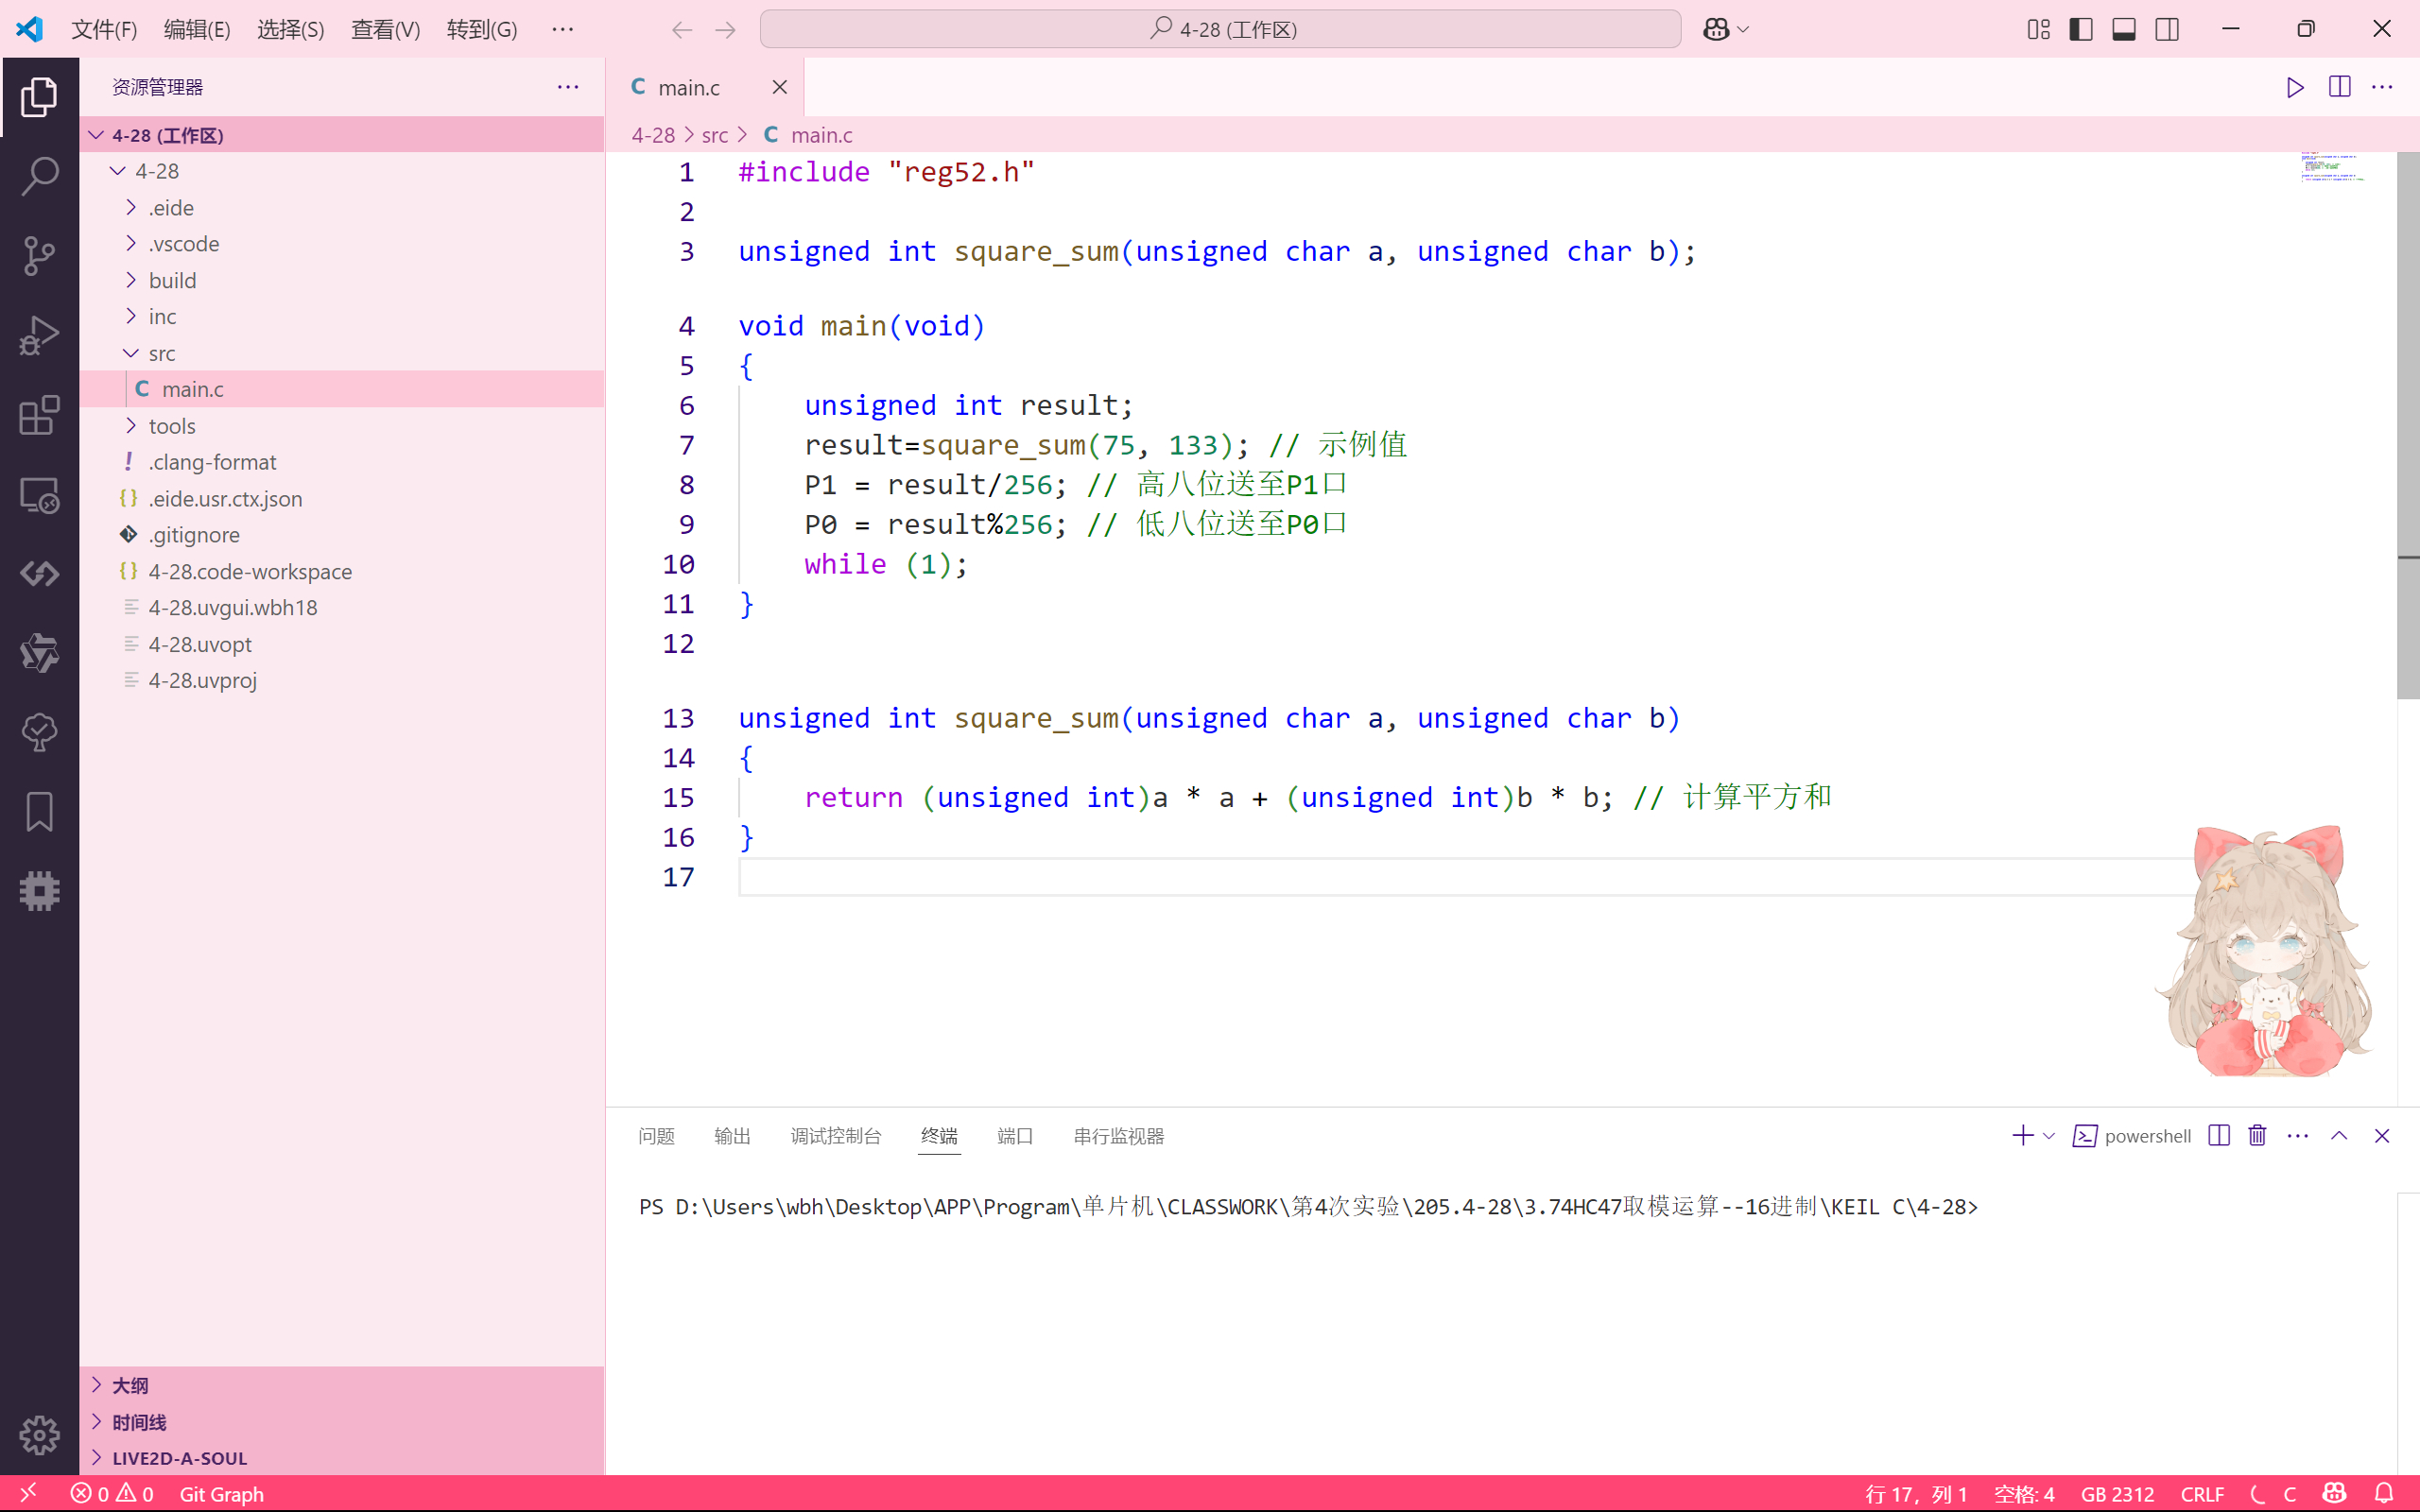 文件(F) 编辑(E) 选择(S) 查看(V) 转到(G) ··· 4-28 (工作区)
资源管理器
4-28 (工作区)
4-28
.eide
.vscode
build
inc
src
C main.c
tools
! .clang-format
{} .eide.usr.ctx.json
.gitignore
{} 4-28.code-workspace
4-28.uvgui.wbh18
4-28.uvopt
4-28.uvproj
大纲
时间线
LIVE2D-A-SOUL
C main.c
4-28 > src > C main.c
1 #include "reg52.h"
2
3 unsigned int square_sum(unsigned char a, unsigned char b);
4 void main(void)
5 {
6 unsigned int result;
7 result=square_sum(75, 133); // 示例值
8 P1 = result/256; // 高八位送至P1口
9 P0 = result%256; // 低八位送至P0口
10 while (1);
11 }
12
13 unsigned int square_sum(unsigned char a, unsigned char b)
14 {
15 return (unsigned int)a * a + (unsigned int)b * b; // 计算平方和
16 }
17
问题 输出 调试控制台 终端 端口 串行监视器 powershell
PS D:\Users\wbh\Desktop\APP\Program\单片机\CLASSWORK\第4次实验\205.4-28\3.74HC47取模运算--16进制\KEIL C\4-28>
0 0 Git Graph 行 17，列 1 空格: 4 GB 2312 CRLF C